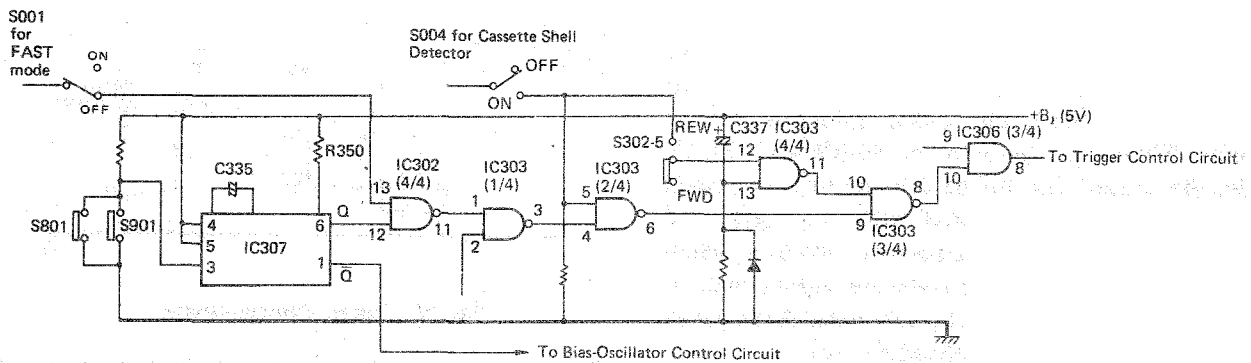 S001
for
FAST
mode
ON
OFF
S004 for Cassette Shell
Detector
OFF
ON
+B, (5V)
REW
+
C337
IC303
(4/4)
S302-5
12
11
13
FWD
9
IC306 (3/4)
10
8
To Trigger Control Circuit
R350
C335
IC302
(4/4)
13
12
11
IC303
(1/4)
1
2
3
IC303
(2/4)
5
4
6
10
9
8
IC303
(3/4)
S801
S901
4
5
3
IC307
6
Q
1
Q̅
To Bias-Oscillator Control Circuit